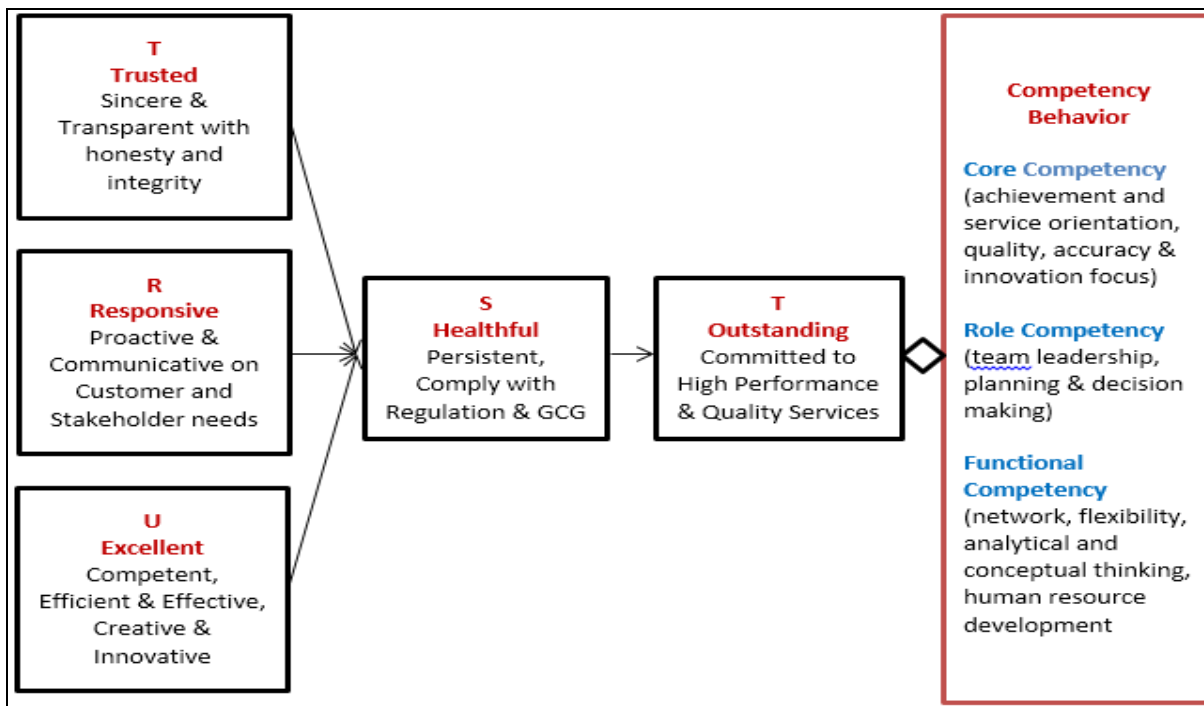 T
Trusted
Sincere &
Transparent with
honesty and
integrity
R
Responsive
Proactive &
Communicative on
Customer and
Stakeholder needs
U
Excellent
Competent,
Efficient & Effective,
Creative &
Innovative
S
Healthful
Persistent,
Comply with
Regulation & GCG
T
Outstanding
Committed to
High Performance
& Quality Services
Competency
Behavior
Core Competency
(achievement and
service orientation,
quality, accuracy &
innovation focus)
Role Competency
(team leadership,
planning & decision
making)
Functional
Competency
(network, flexibility,
analytical and
conceptual thinking,
human resource
development